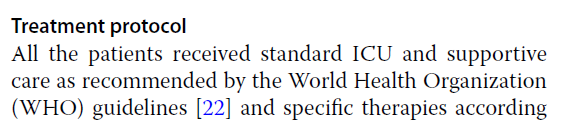 Treatment protocol
All the patients received standard ICU and supportive
care as recommended by the World Health Organization
(WHO) guidelines [22] and specific therapies according